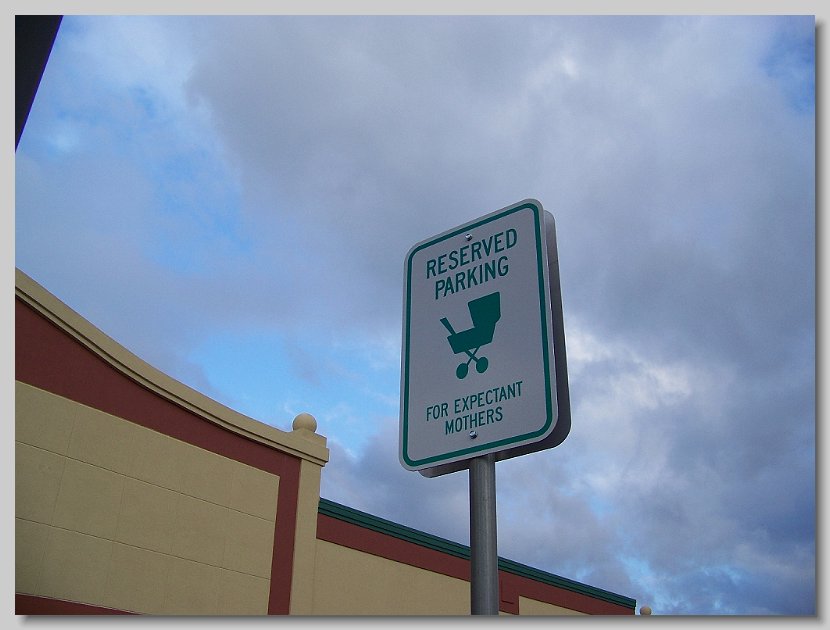 RESERVED
PARKING
FOR EXPECTANT
MOTHERS